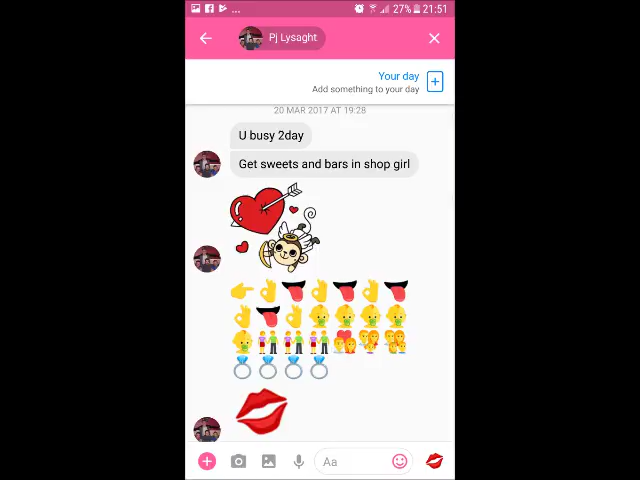 ... 27% 21:51
Pj Lysaght
Your day
Add something to your day
20 MAR 2017 AT 19:28
U busy 2day
Get sweets and bars in shop girl
Aa